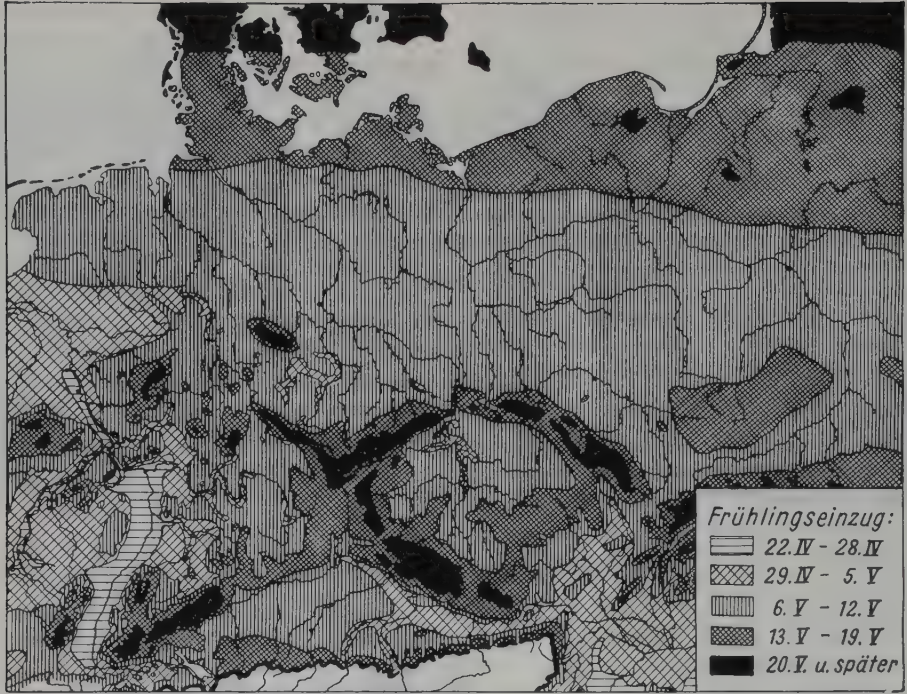 Frühlingseinzug:
22.IV - 28.IV
29.IV - 5. V
6. V - 12. V
13. V - 19. V
20.V. u. später